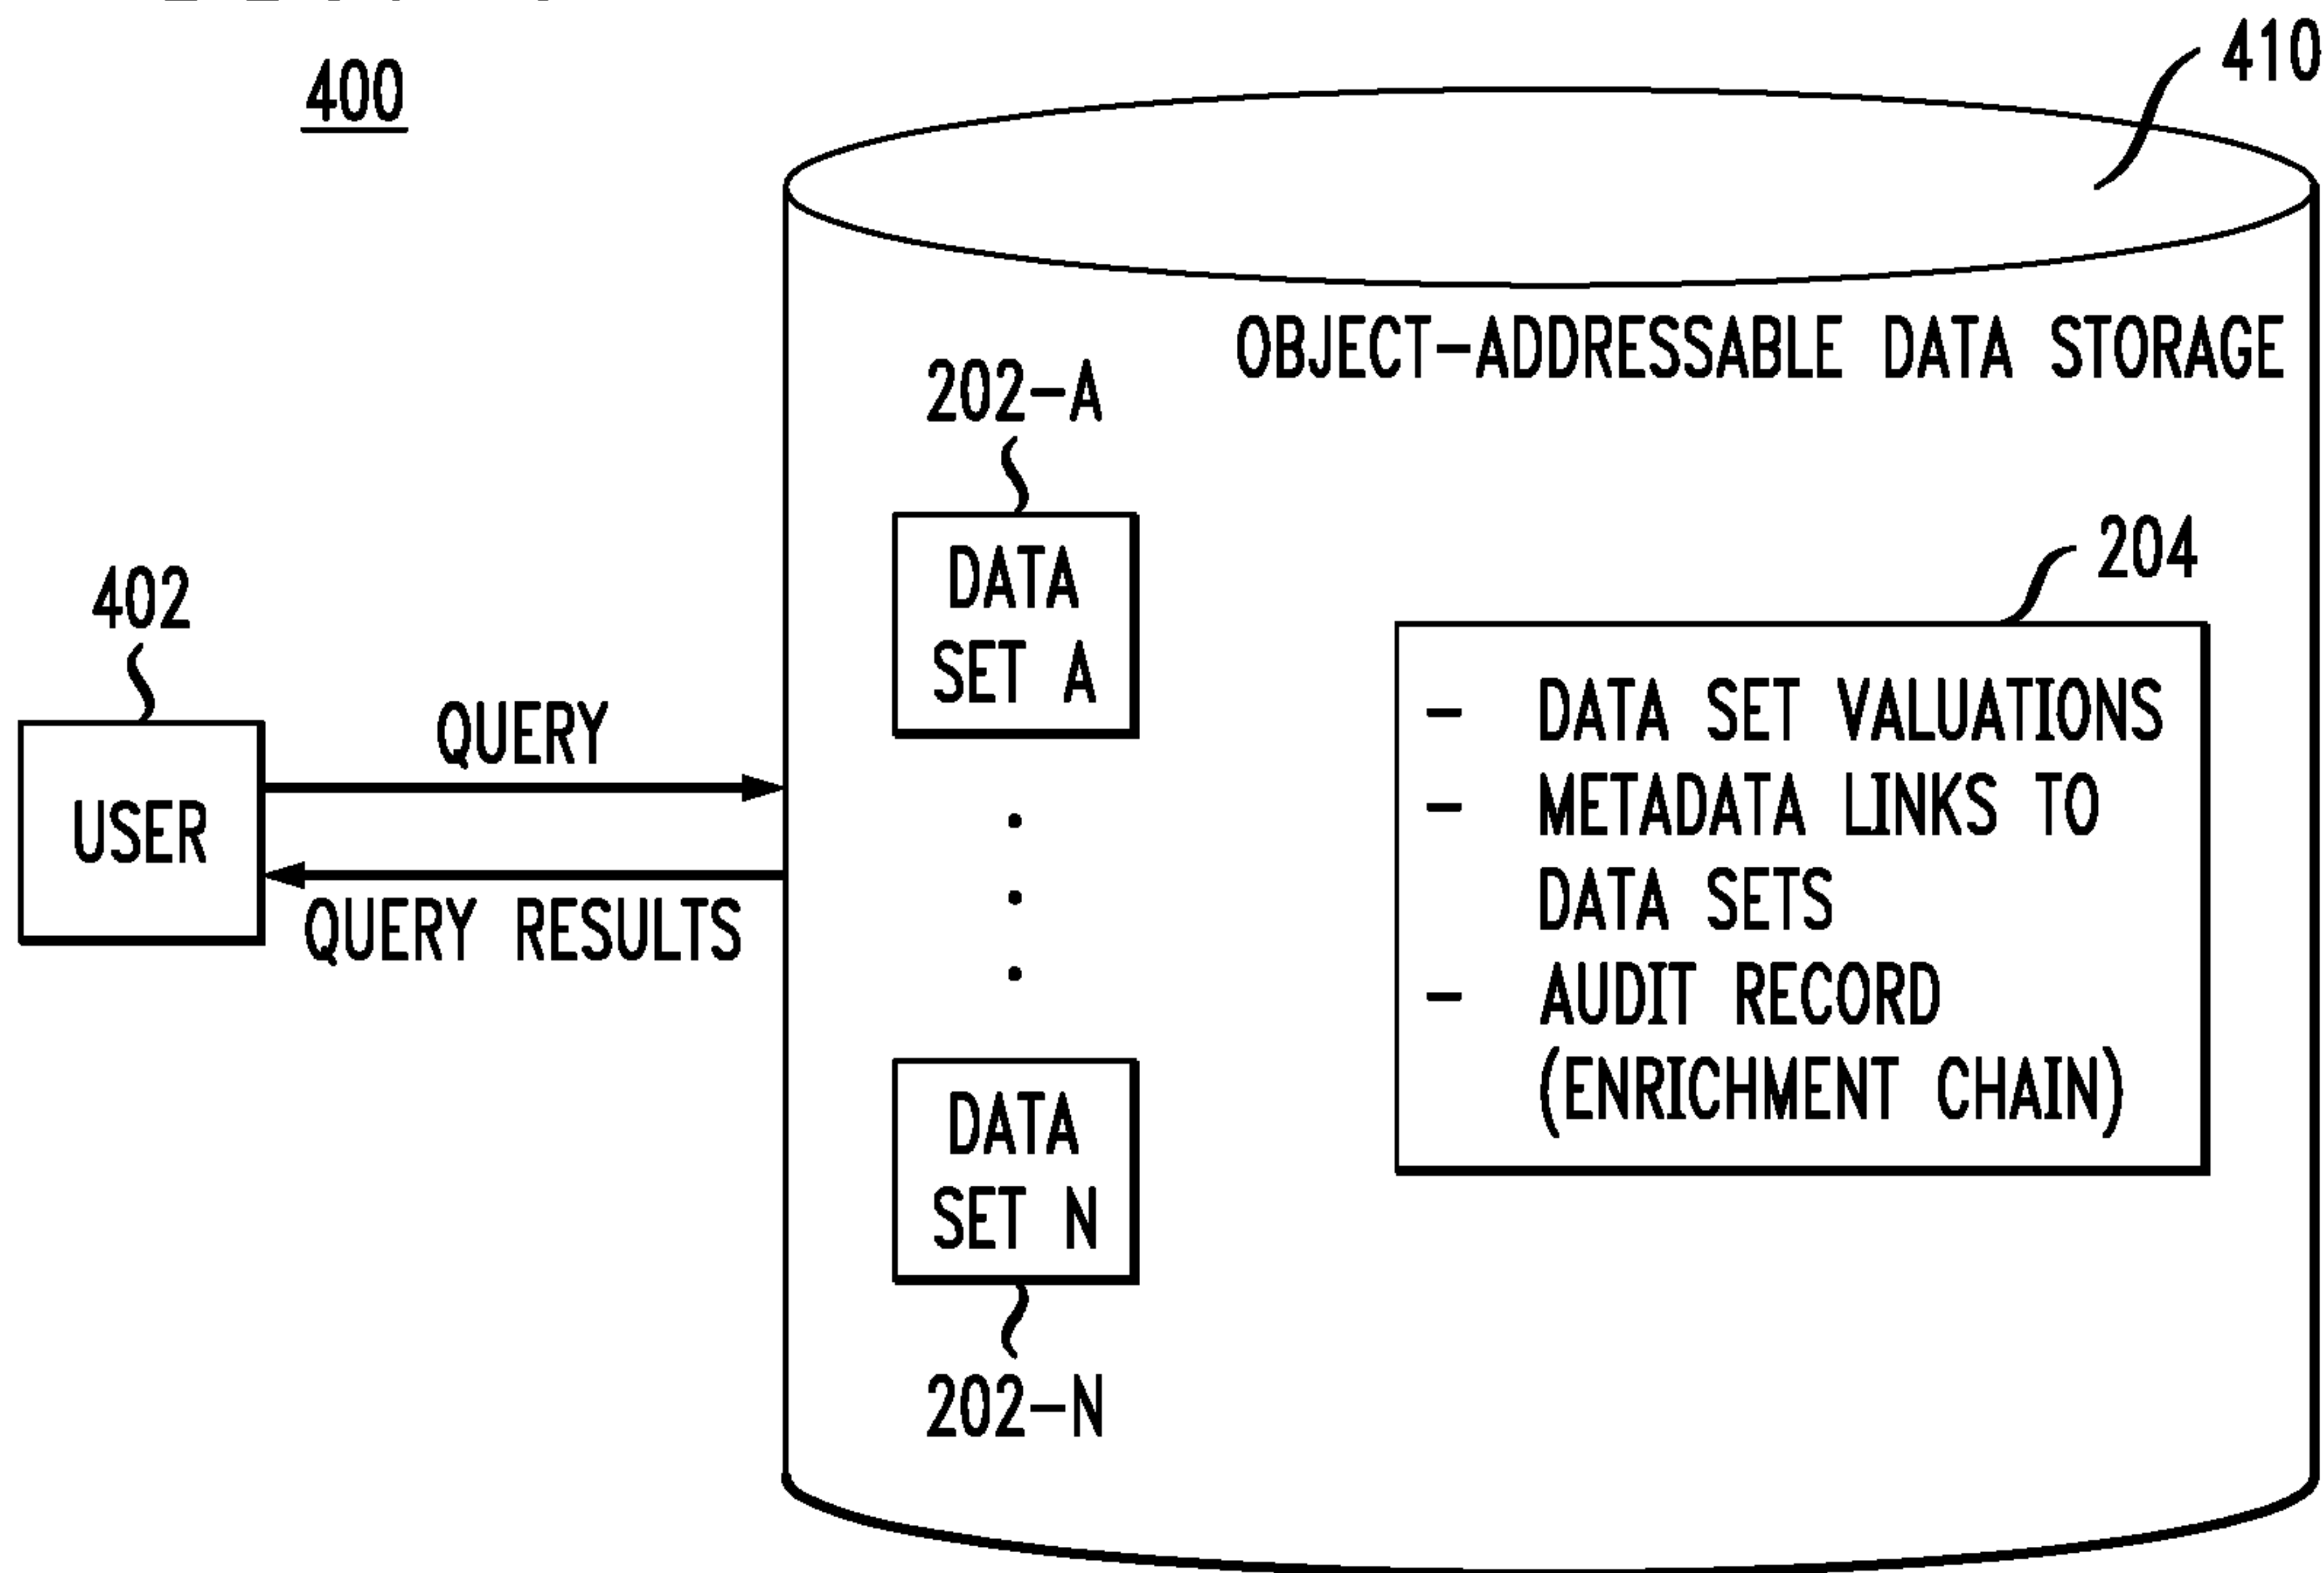 400
410
OBJECT-ADDRESSABLE DATA STORAGE
202-A
DATA
SET A
204
402
USER
QUERY
QUERY RESULTS
- DATA SET VALUATIONS
- METADATA LINKS TO
DATA SETS
- AUDIT RECORD
(ENRICHMENT CHAIN)
DATA
SET N
202-N